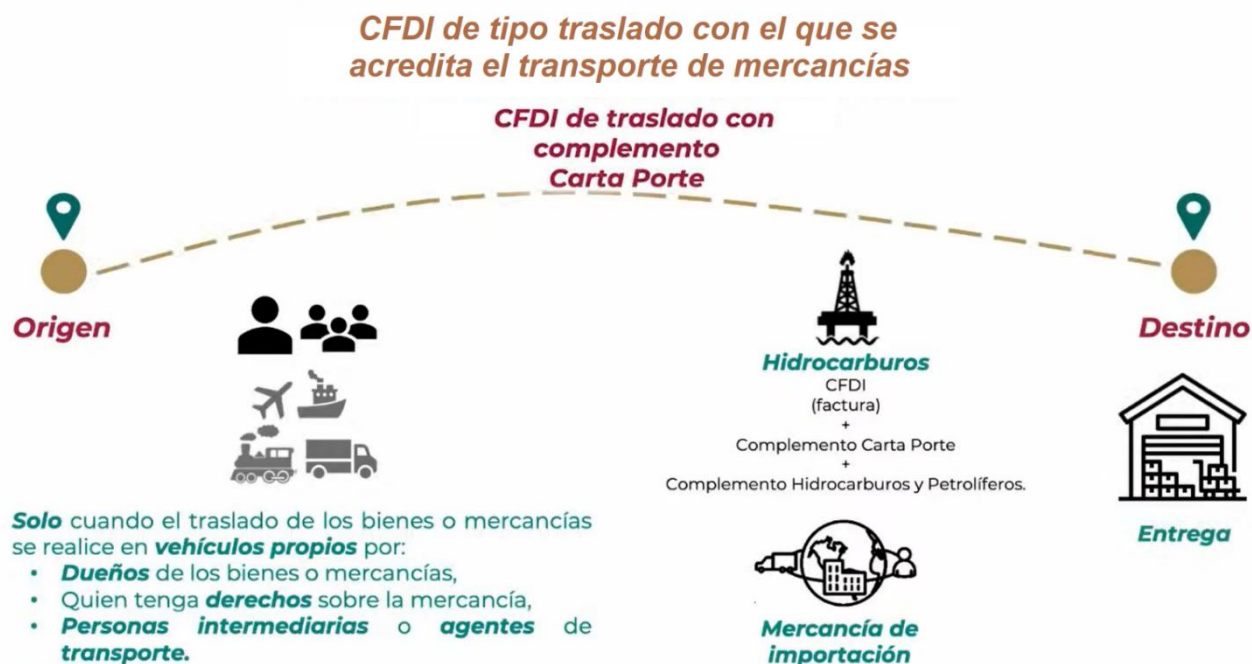 CFDI de tipo traslado con el que se
acredita el transporte de mercancías
CFDI de traslado con
complemento
Carta Porte
Origen
Destino
Hidrocarburos
CFDI
(factura)
+
Complemento Carta Porte
+
Complemento Hidrocarburos y Petrolíferos.
Entrega
Solo cuando el traslado de los bienes o mercancías
se realice en vehículos propios por:
• Dueños de los bienes o mercancías,
• Quien tenga derechos sobre la mercancía,
• Personas intermediarias o agentes de
transporte.
Mercancía de
importación